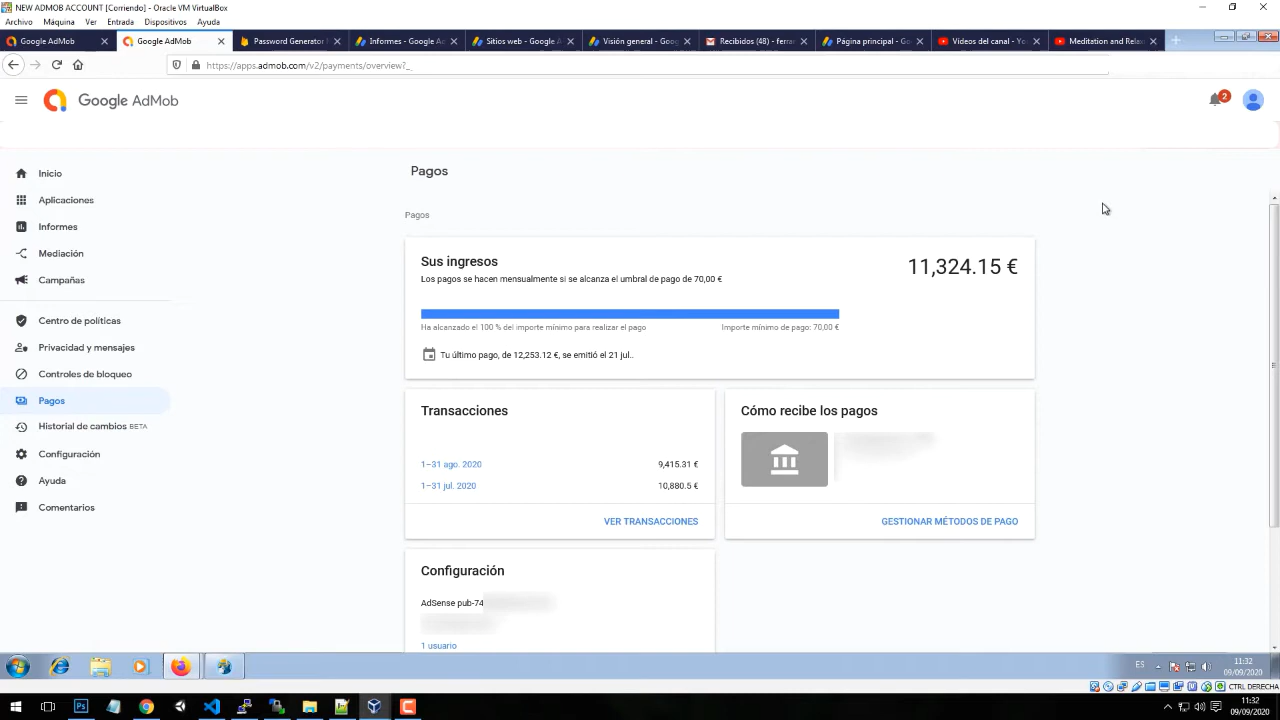 NEW ADMOB ACCOUNT [Corriendo] - Oracle VM VirtualBox
Archivo Máquina Ver Entrada Dispositivos Ayuda
Google AdMob
Google AdMob
Password Generator
Informes - Google Ad
Sitios web - Google A
Visión general - Goog
Recibidos (48) - ferran
Página principal - Go
Vídeos del canal - Yo
Meditation and Relax
https://apps.admob.com/v2/payments/overview?_
Google AdMob
2
Inicio
Aplicaciones
Informes
Mediación
Campañas
Centro de políticas
Privacidad y mensajes
Controles de bloqueo
Pagos
Historial de cambios BETA
Configuración
Ayuda
Comentarios
Pagos
Pagos
Sus ingresos
11,324.15 €
Los pagos se hacen mensualmente si se alcanza el umbral de pago de 70,00 €
Ha alcanzado el 100 % del importe mínimo para realizar el pago
Importe mínimo de pago: 70,00 €
Tu último pago, de 12,253.12 €, se emitió el 21 jul..
Transacciones
1–31 ago. 2020 9,415.31 €
1–31 jul. 2020 10,880.5 €
VER TRANSACCIONES
Cómo recibe los pagos
GESTIONAR MÉTODOS DE PAGO
Configuración
AdSense pub-74
1 usuario
ES
11:32
09/09/2020
CTRL DERECHA
11:32
09/09/2020